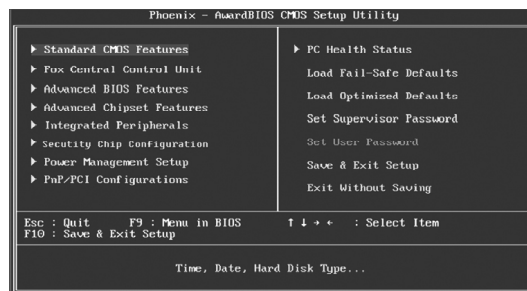 Phoenix - AwardBIOS CMOS Setup Utility
Standard CMOS Features
Fox Central Control Unit
Advanced BIOS Features
Advanced Chipset Features
Integrated Peripherals
Secutity Chip Configuration
Power Management Setup
PnP/PCI Configurations
PC Health Status
Load Fail-Safe Defaults
Load Optimized Defaults
Set Supervisor Password
Set User Password
Save & Exit Setup
Exit Without Saving
Esc : Quit F9 : Menu in BIOS ↑ ↓ → ← : Select Item
F10 : Save & Exit Setup
Time, Date, Hard Disk Type...